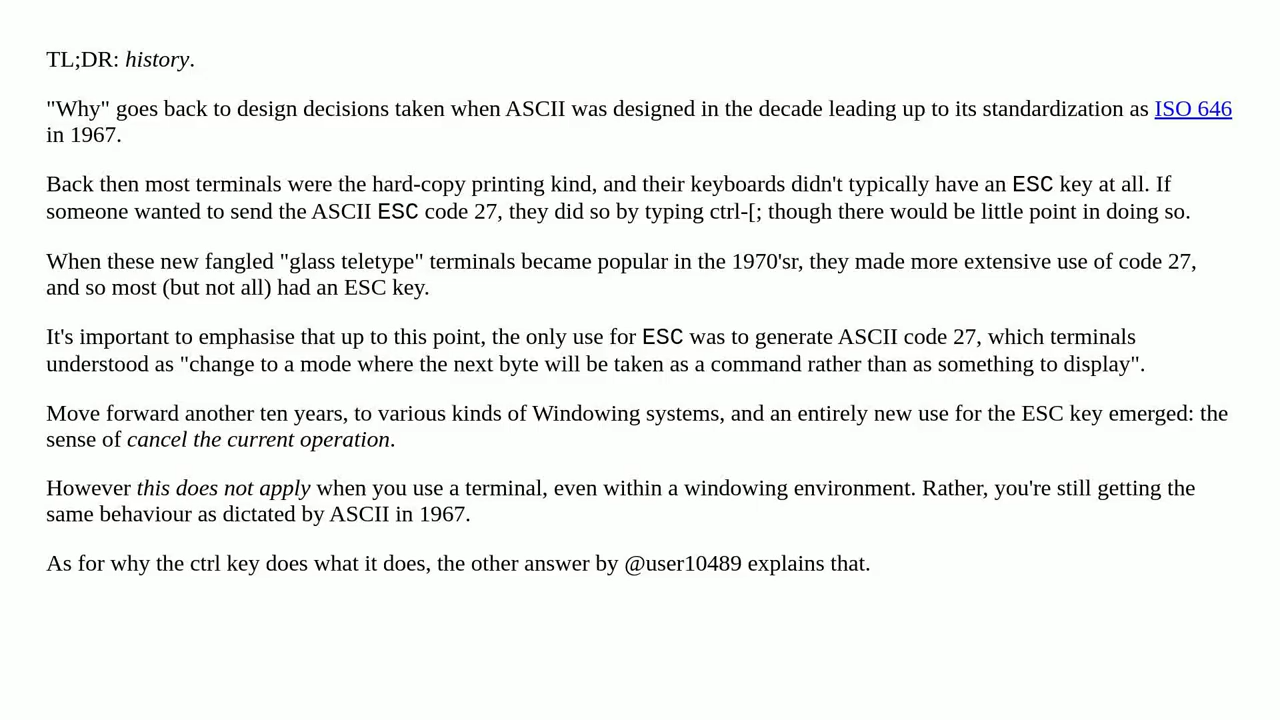 TL;DR: history.
"Why" goes back to design decisions taken when ASCII was designed in the decade leading up to its standardization as ISO 646
in 1967.
Back then most terminals were the hard-copy printing kind, and their keyboards didn't typically have an ESC key at all. If
someone wanted to send the ASCII ESC code 27, they did so by typing ctrl-[; though there would be little point in doing so.
When these new fangled "glass teletype" terminals became popular in the 1970'sr, they made more extensive use of code 27,
and so most (but not all) had an ESC key.
It's important to emphasise that up to this point, the only use for ESC was to generate ASCII code 27, which terminals
understood as "change to a mode where the next byte will be taken as a command rather than as something to display".
Move forward another ten years, to various kinds of Windowing systems, and an entirely new use for the ESC key emerged: the
sense of cancel the current operation.
However this does not apply when you use a terminal, even within a windowing environment. Rather, you're still getting the
same behaviour as dictated by ASCII in 1967.
As for why the ctrl key does what it does, the other answer by @user10489 explains that.